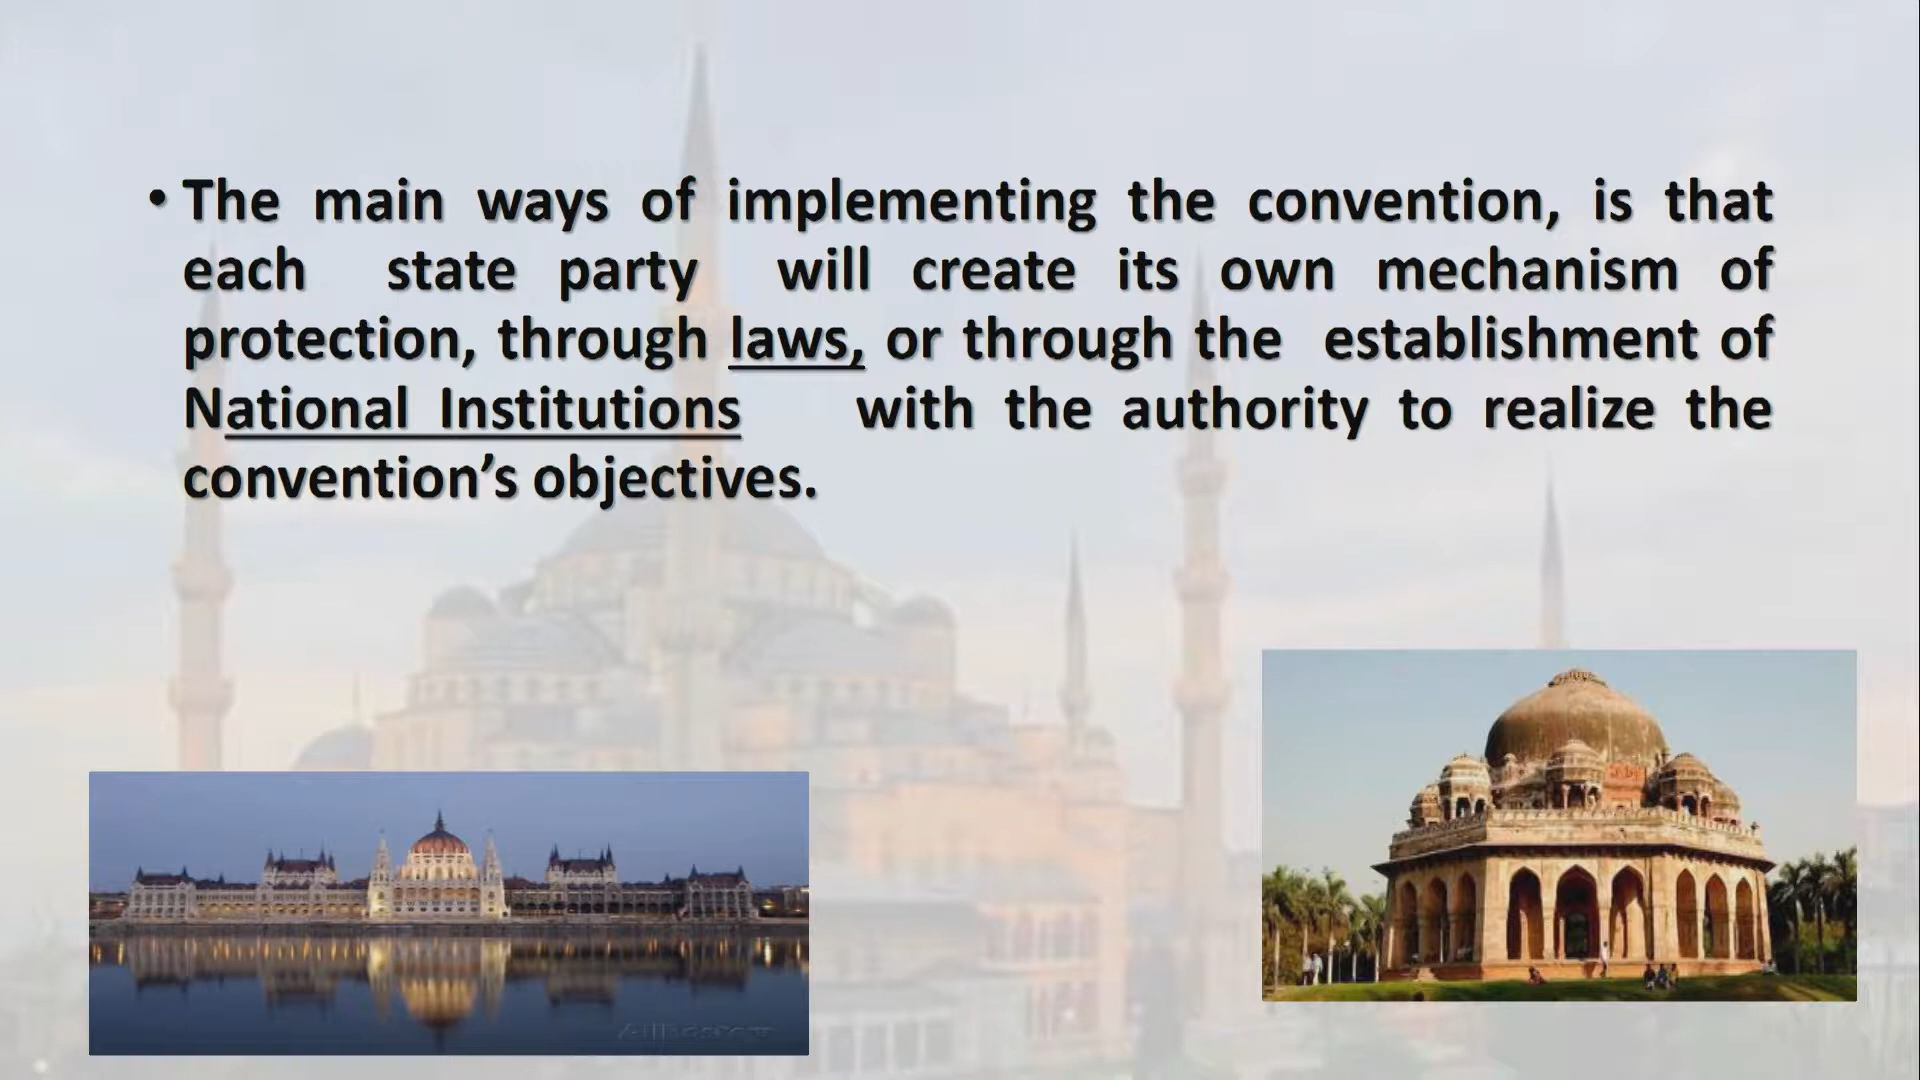 • The main ways of implementing the convention, is that
each state party will create its own mechanism of
protection, through laws, or through the establishment of
National Institutions with the authority to realize the
convention’s objectives.